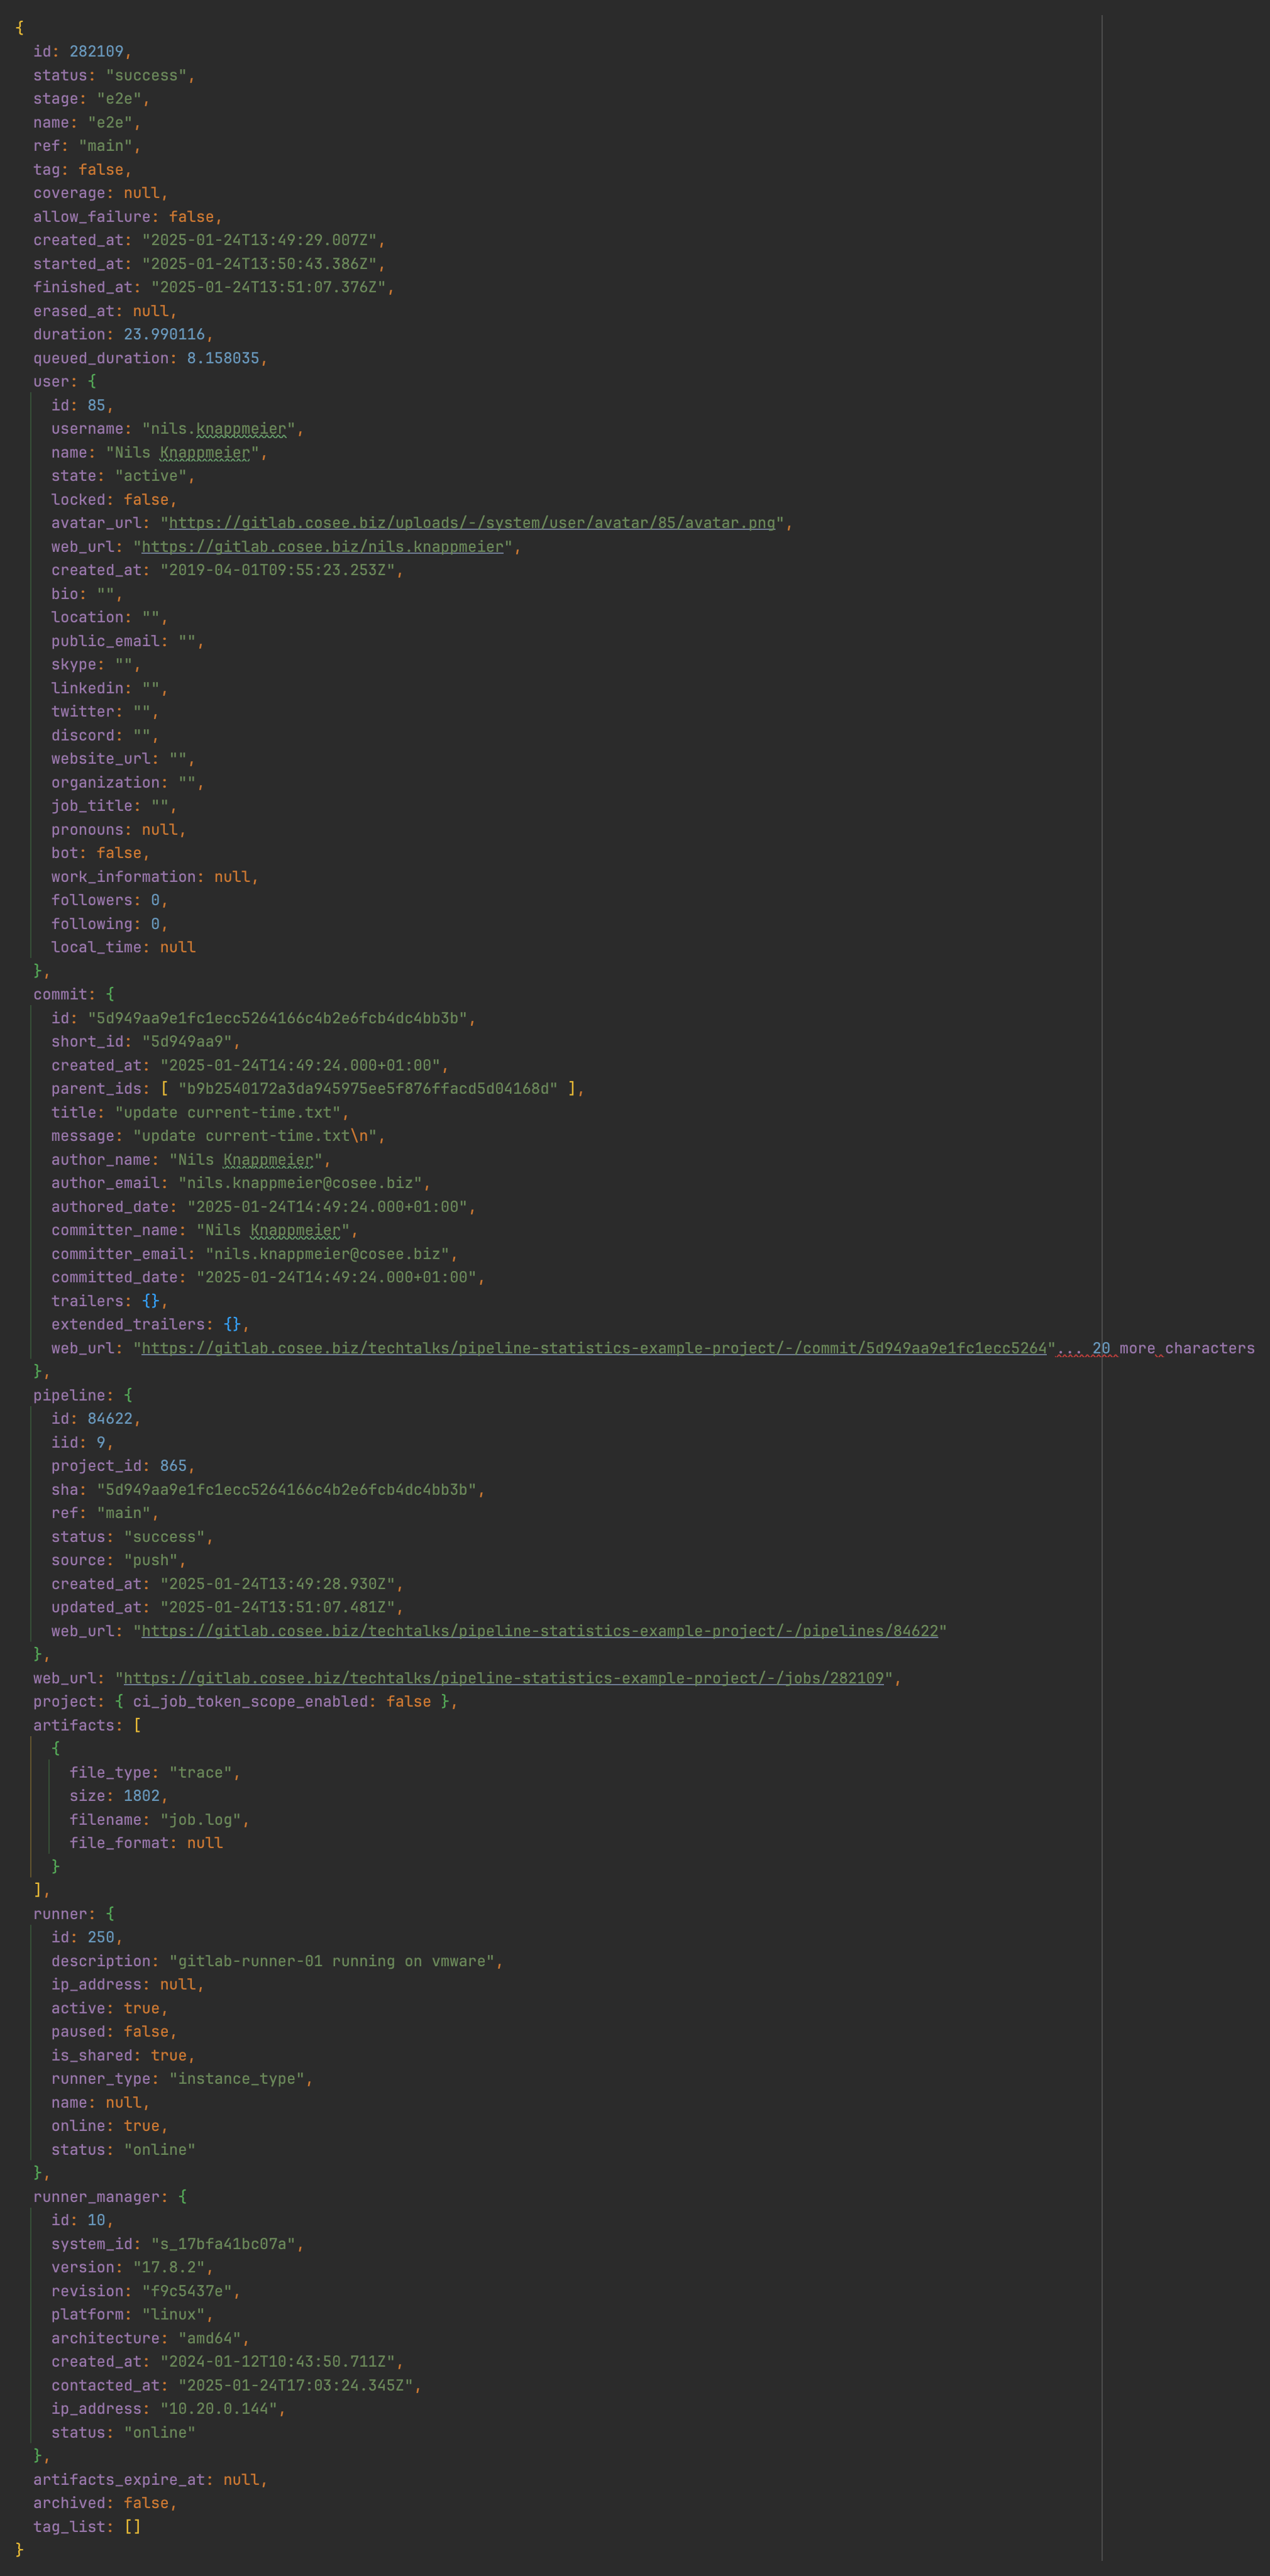 {
  id: 282109,
  status: "success",
  stage: "e2e",
  name: "e2e",
  ref: "main",
  tag: false,
  coverage: null,
  allow_failure: false,
  created_at: "2025-01-24T13:49:29.007Z",
  started_at: "2025-01-24T13:50:43.386Z",
  finished_at: "2025-01-24T13:51:07.376Z",
  erased_at: null,
  duration: 23.990116,
  queued_duration: 8.158035,
  user: {
    id: 85,
    username: "nils.knappmeier",
    name: "Nils Knappmeier",
    state: "active",
    locked: false,
    avatar_url: "https://gitlab.cosee.biz/uploads/-/system/user/avatar/85/avatar.png",
    web_url: "https://gitlab.cosee.biz/nils.knappmeier",
    created_at: "2019-04-01T09:55:23.253Z",
    bio: "",
    location: "",
    public_email: "",
    skype: "",
    linkedin: "",
    twitter: "",
    discord: "",
    website_url: "",
    organization: "",
    job_title: "",
    pronouns: null,
    bot: false,
    work_information: null,
    followers: 0,
    following: 0,
    local_time: null
  },
  commit: {
    id: "5d949aa9e1fc1ecc5264166c4b2e6fcb4dc4bb3b",
    short_id: "5d949aa9",
    created_at: "2025-01-24T14:49:24.000+01:00",
    parent_ids: [ "b9b2540172a3da945975ee5f876ffacd5d04168d" ],
    title: "update current-time.txt",
    message: "update current-time.txt\n",
    author_name: "Nils Knappmeier",
    author_email: "nils.knappmeier@cosee.biz",
    authored_date: "2025-01-24T14:49:24.000+01:00",
    committer_name: "Nils Knappmeier",
    committer_email: "nils.knappmeier@cosee.biz",
    committed_date: "2025-01-24T14:49:24.000+01:00",
    trailers: {},
    extended_trailers: {},
    web_url: "https://gitlab.cosee.biz/techtalks/pipeline-statistics-example-project/-/commit/5d949aa9e1fc1ecc5264"... 20 more characters
  },
  pipeline: {
    id: 84622,
    iid: 9,
    project_id: 865,
    sha: "5d949aa9e1fc1ecc5264166c4b2e6fcb4dc4bb3b",
    ref: "main",
    status: "success",
    source: "push",
    created_at: "2025-01-24T13:49:28.930Z",
    updated_at: "2025-01-24T13:51:07.481Z",
    web_url: "https://gitlab.cosee.biz/techtalks/pipeline-statistics-example-project/-/pipelines/84622"
  },
  web_url: "https://gitlab.cosee.biz/techtalks/pipeline-statistics-example-project/-/jobs/282109",
  project: { ci_job_token_scope_enabled: false },
  artifacts: [
    {
      file_type: "trace",
      size: 1802,
      filename: "job.log",
      file_format: null
    }
  ],
  runner: {
    id: 250,
    description: "gitlab-runner-01 running on vmware",
    ip_address: null,
    active: true,
    paused: false,
    is_shared: true,
    runner_type: "instance_type",
    name: null,
    online: true,
    status: "online"
  },
  runner_manager: {
    id: 10,
    system_id: "s_17bfa41bc07a",
    version: "17.8.2",
    revision: "f9c5437e",
    platform: "linux",
    architecture: "amd64",
    created_at: "2024-01-12T10:43:50.711Z",
    contacted_at: "2025-01-24T17:03:24.345Z",
    ip_address: "10.20.0.144",
    status: "online"
  },
  artifacts_expire_at: null,
  archived: false,
  tag_list: []
}